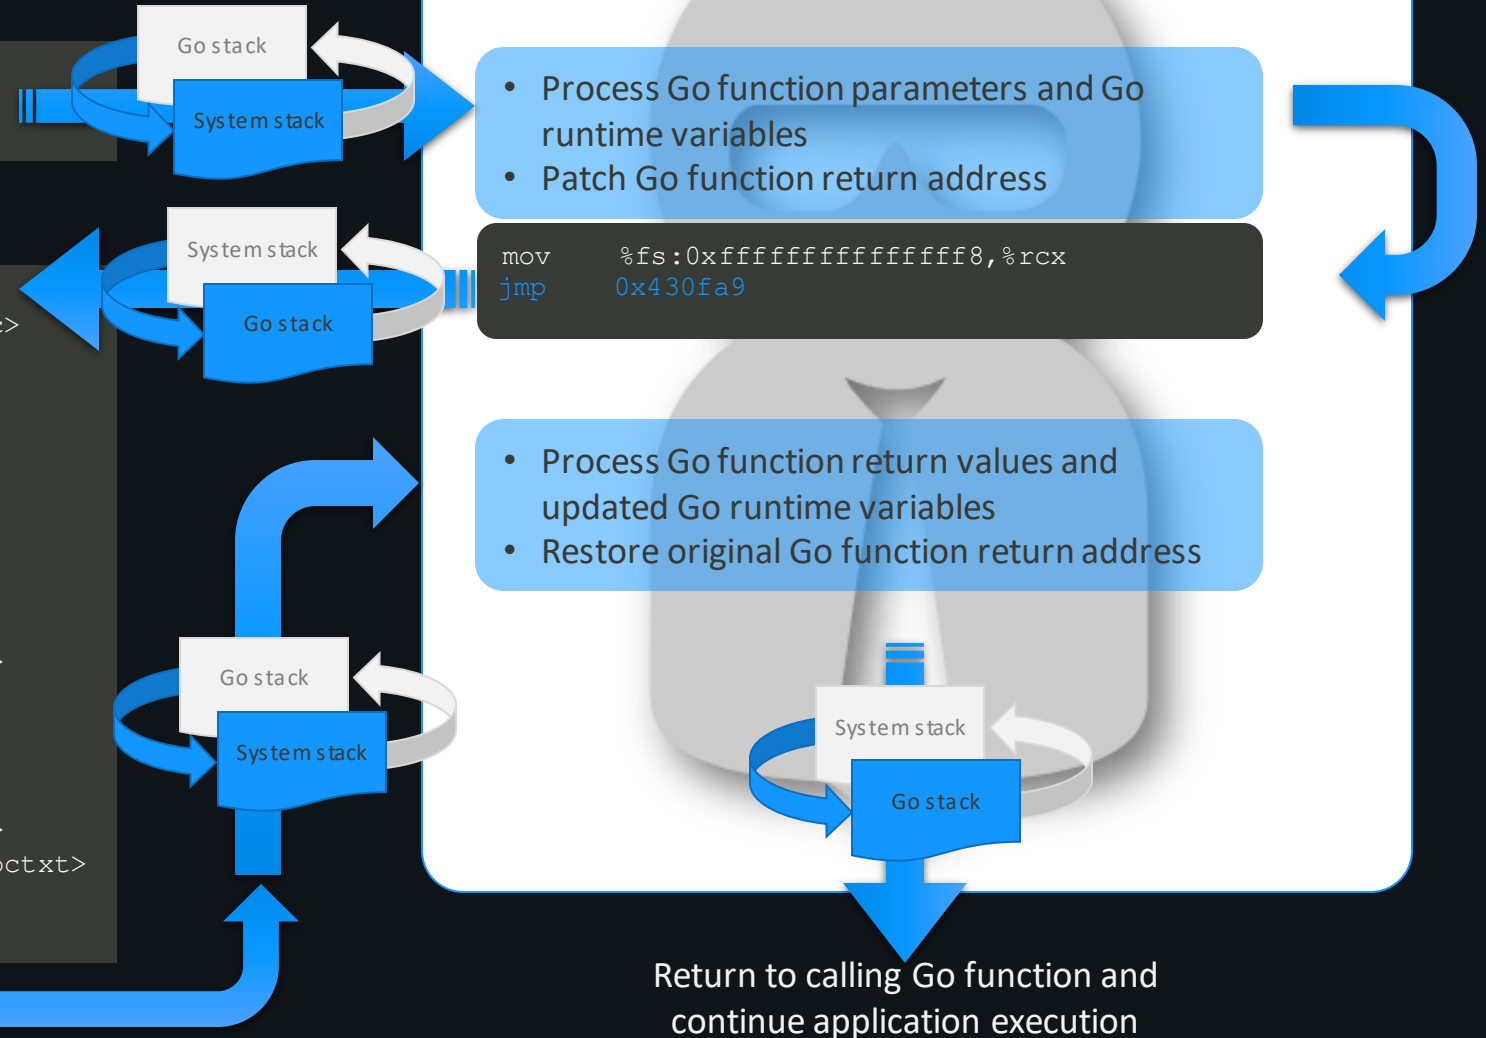 Go stack
System stack
• Process Go function parameters and Go
runtime variables
• Patch Go function return address
System stack
Go stack
mov %fs:0xfffffffffffffff8,%rcx
jmp 0x430fa9
>
• Process Go function return values and
updated Go runtime variables
• Restore original Go function return address
Go stack
System stack
System stack
Go stack
octxt>
Return to calling Go function and
continue application execution